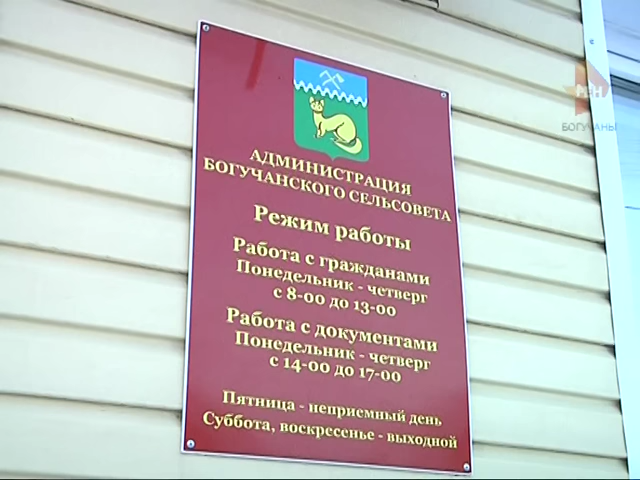 АДМИНИСТРАЦИЯ
БОГУЧАНСКОГО СЕЛЬСОВЕТА
Режим работы
Работа с гражданами
Понедельник - четверг
с 8-00 до 13-00
Работа с документами
Понедельник - четверг
с 14-00 до 17-00
Пятница - неприемный день
Суббота, воскресенье - выходной
БОГУЧАНЫ